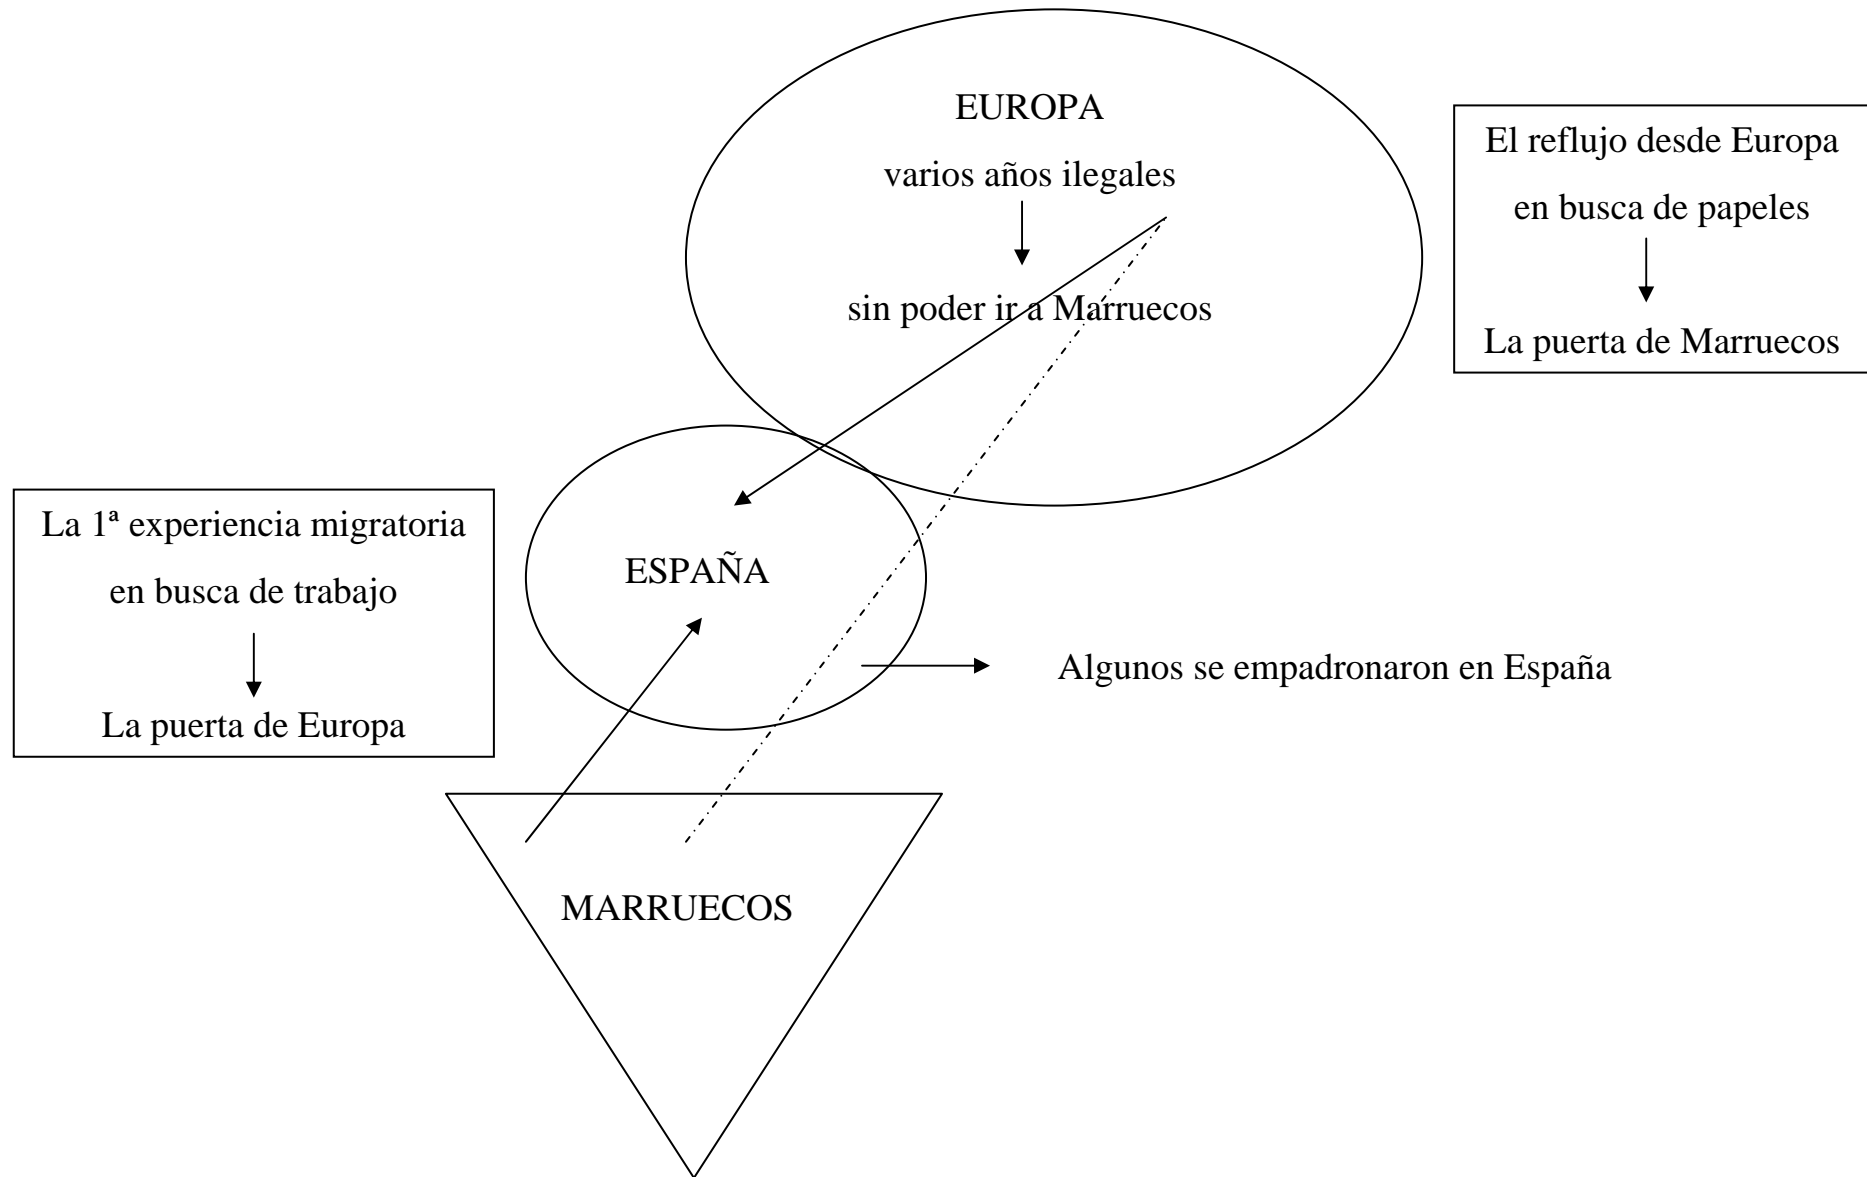 EUROPA
varios años ilegales
sin poder ir a Marruecos
El reflujo desde Europa
en busca de papeles
La puerta de Marruecos
La 1ª experiencia migratoria
en busca de trabajo
La puerta de Europa
ESPAÑA
Algunos se empadronaron en España
MARRUECOS